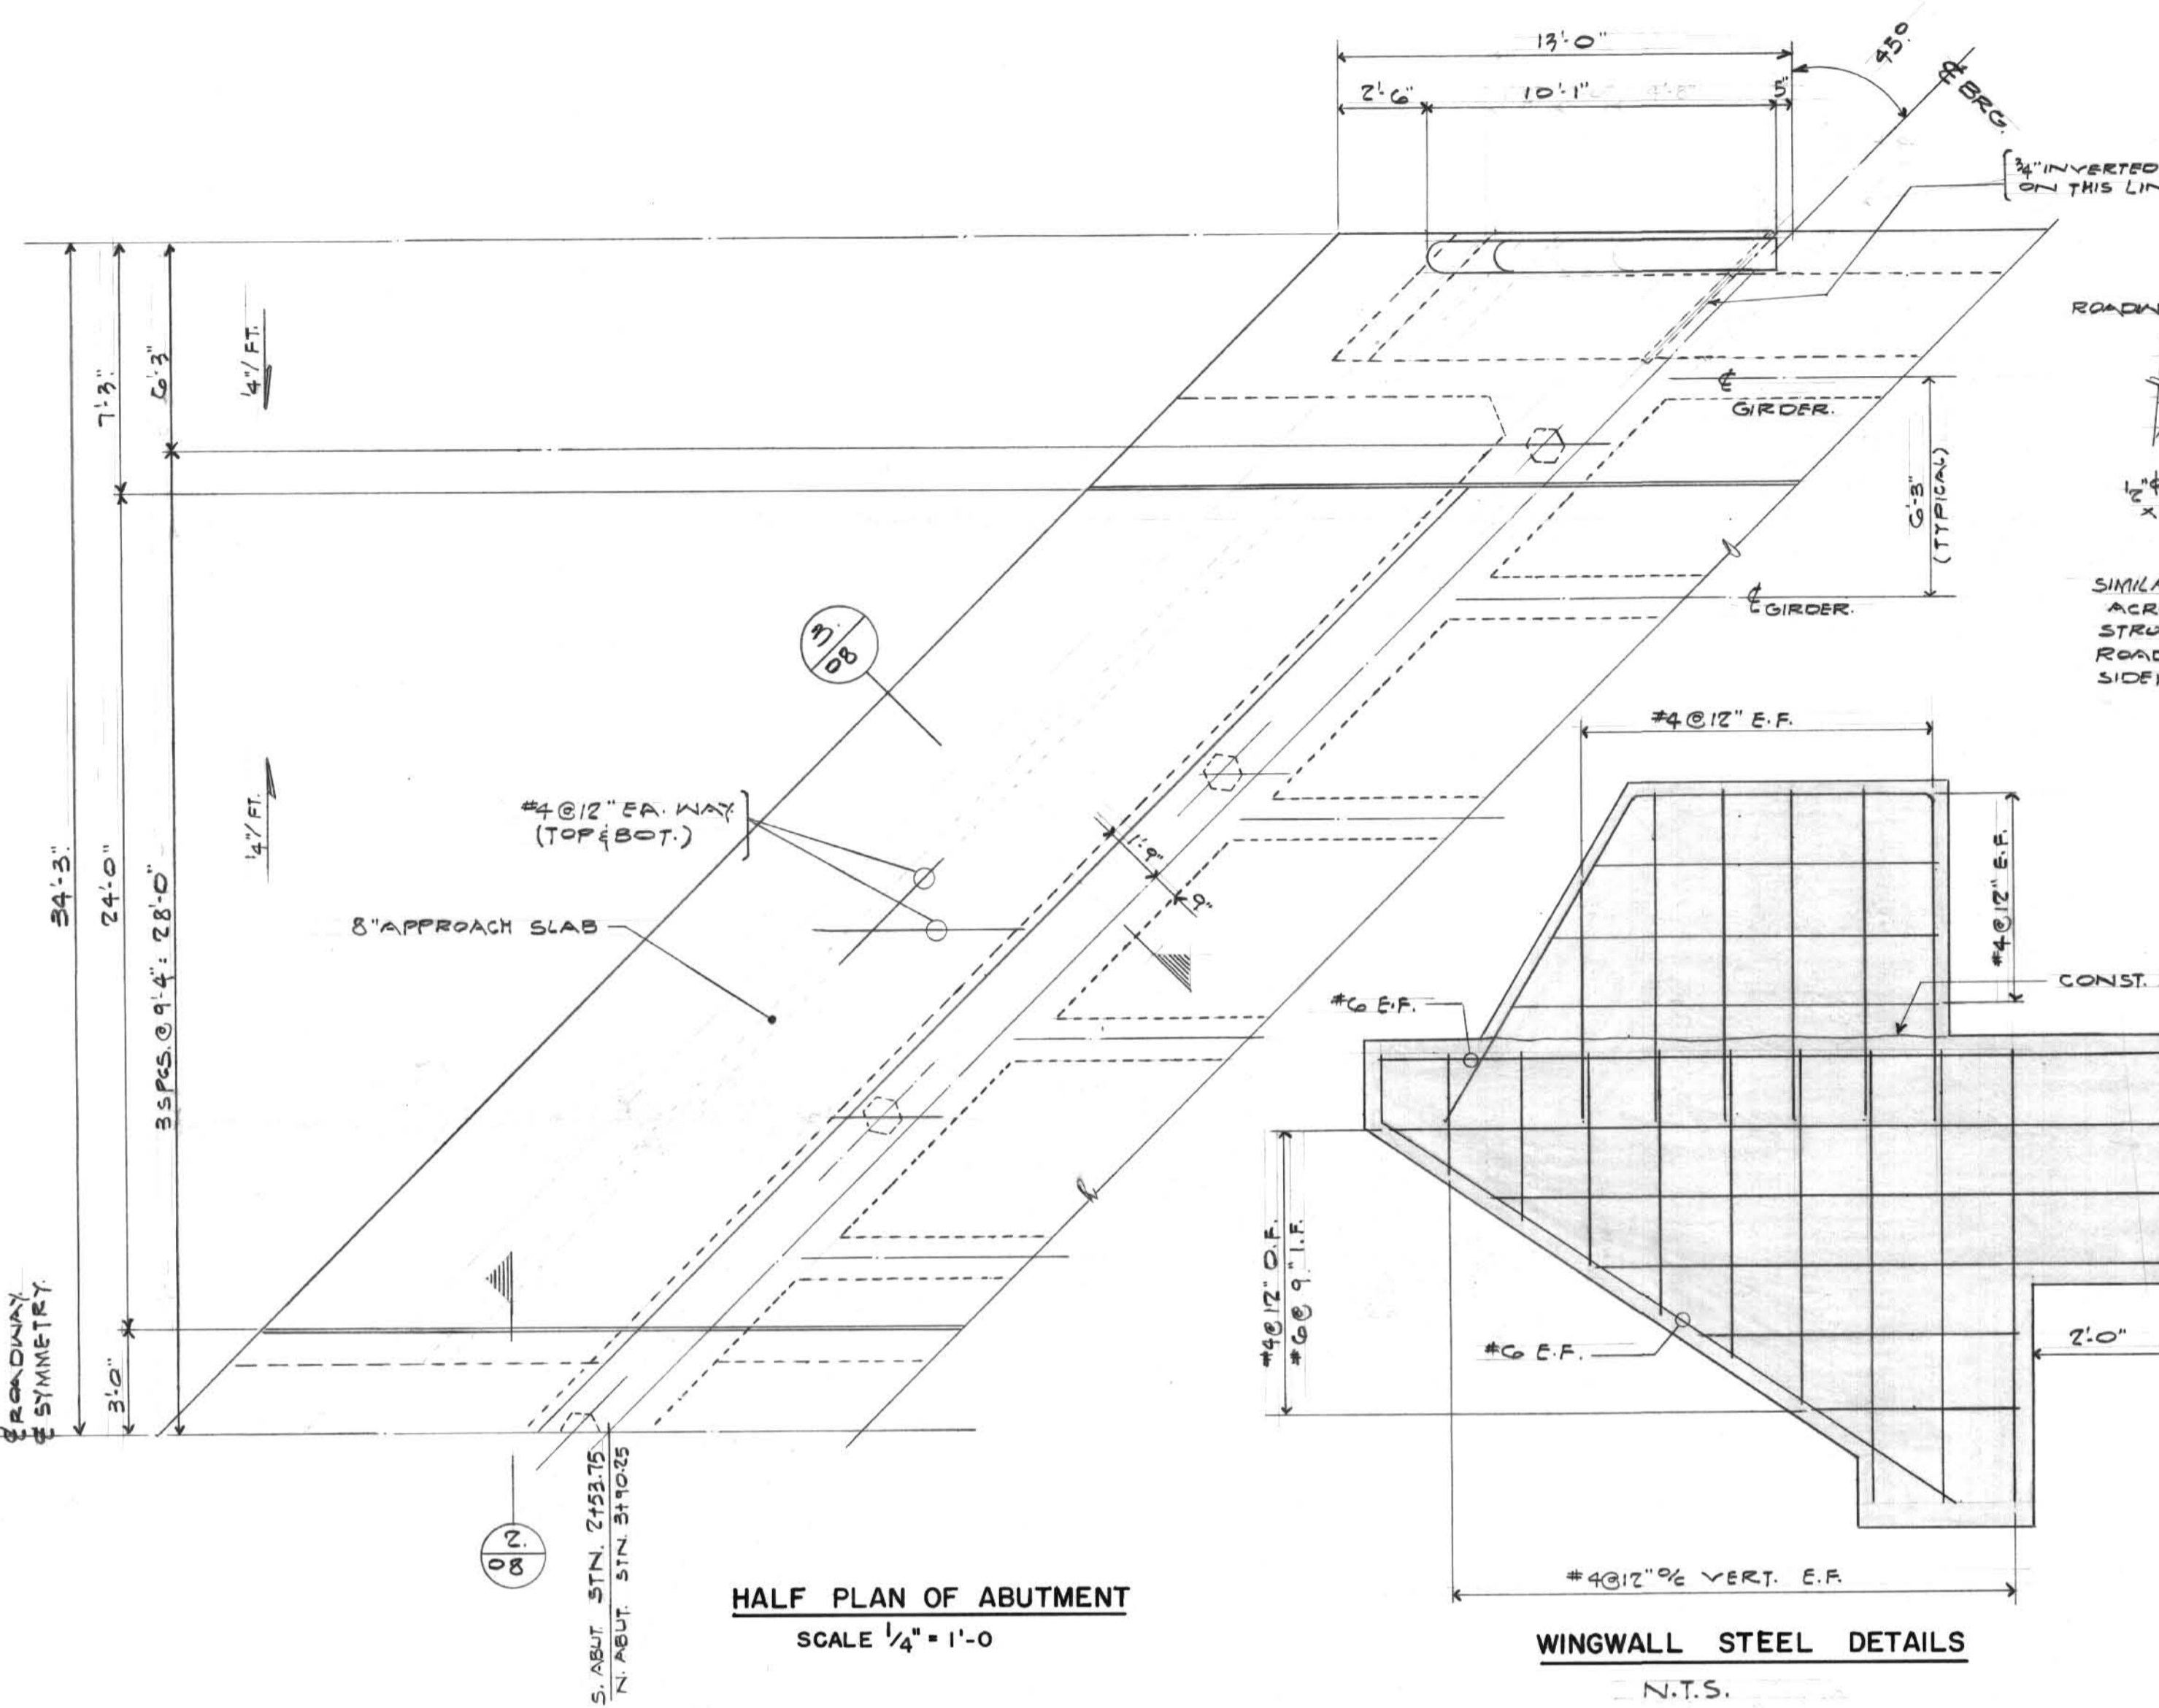 13'-0"
2'-6"
10'-1"
5"
45°
℄ BRG.
3/4" INVERTED
ON THIS LIN
ROADW
1/4"/FT.
6'-3"
7'-3"
℄
GIRDER.
6'-3"
(TYPICAL)
1/2"φ
x
℄ GIRDER.
SIMILA
ACR
STRU
ROAD
SIDE
3.
08
#4@12" E.F.
#4@12" EA. WAY
(TOP & BOT.)
1/4"/FT.
34'-3"
24'-0"
3 SPCS. @ 9'-4" : 28'-0"
1'-9"
9"
8" APPROACH SLAB
#4@12" E.F.
CONST.
#6 E.F.
#4@12" O.F.
#6@9" I.F.
#6 E.F.
2'-0"
3'-0"
℄ ROADWAY
℄ SYMMETRY.
S. ABUT. STN. 2+53.75
N. ABUT. STN. 3+90.25
2.
08
#4@12" o/c VERT. E.F.
HALF PLAN OF ABUTMENT
SCALE 1/4" = 1'-0
WINGWALL STEEL DETAILS
N.T.S.